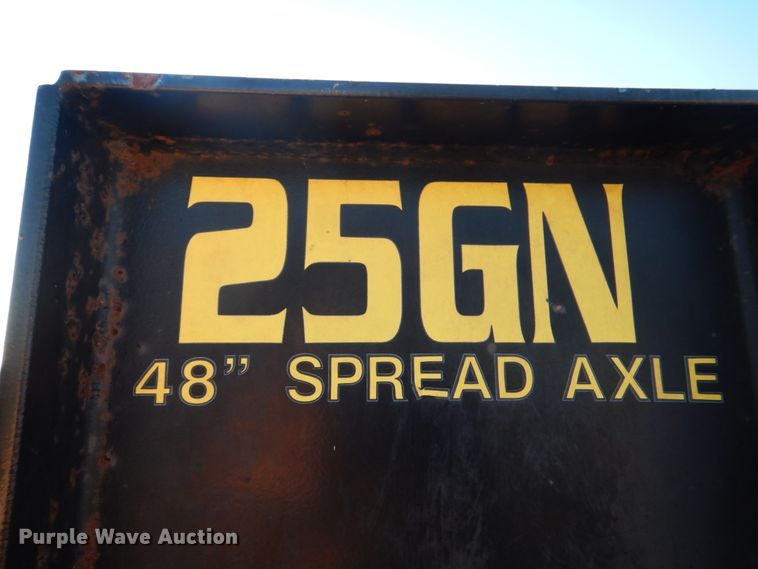 25GN
48" SPREAD AXLE
Purple Wave Auction